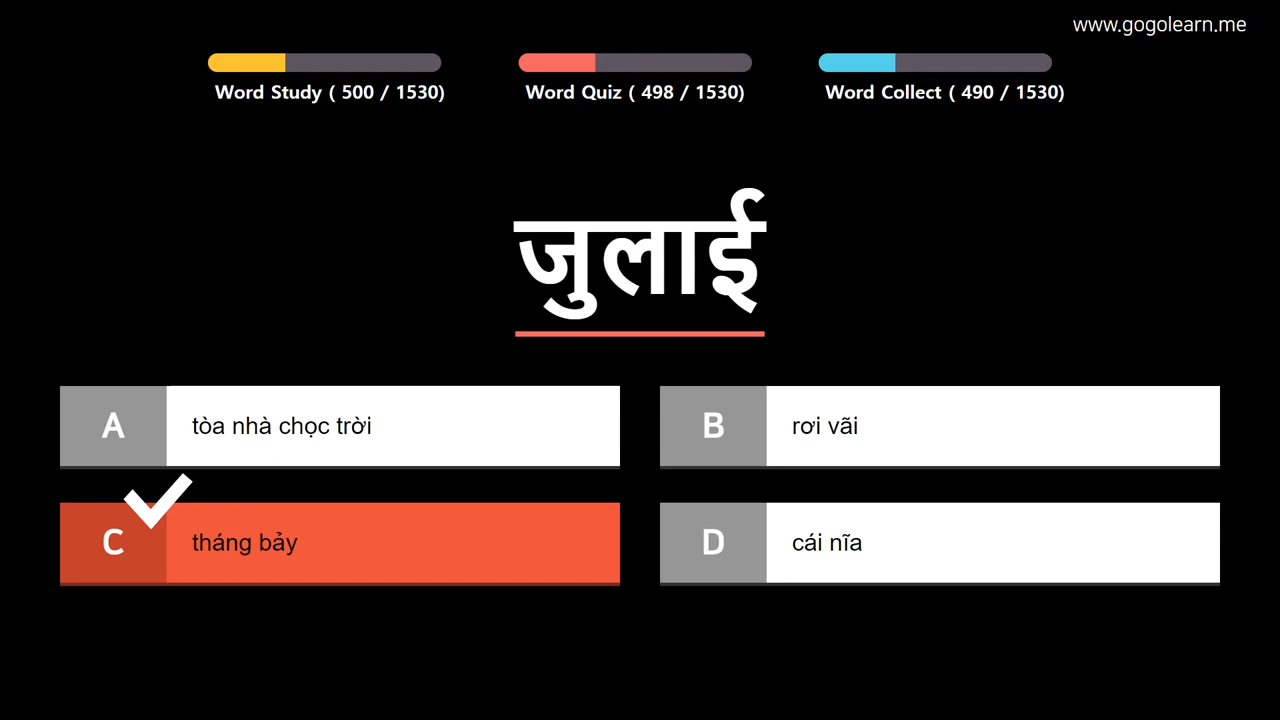 www.gogolearn.me
Word Study ( 500 / 1530)
Word Quiz ( 498 / 1530)
Word Collect ( 490 / 1530)
जुलाई
A
tòa nhà chọc trời
B
rơi vãi
C
tháng bảy
D
cái nĩa